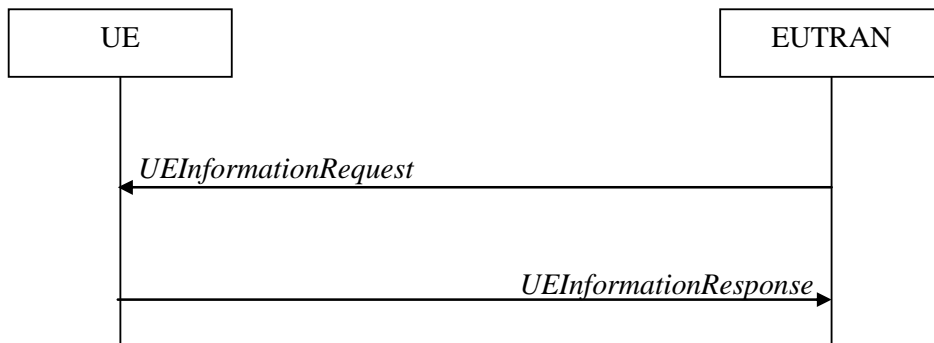 UE
EUTRAN
UEInformationRequest
UEInformationResponse